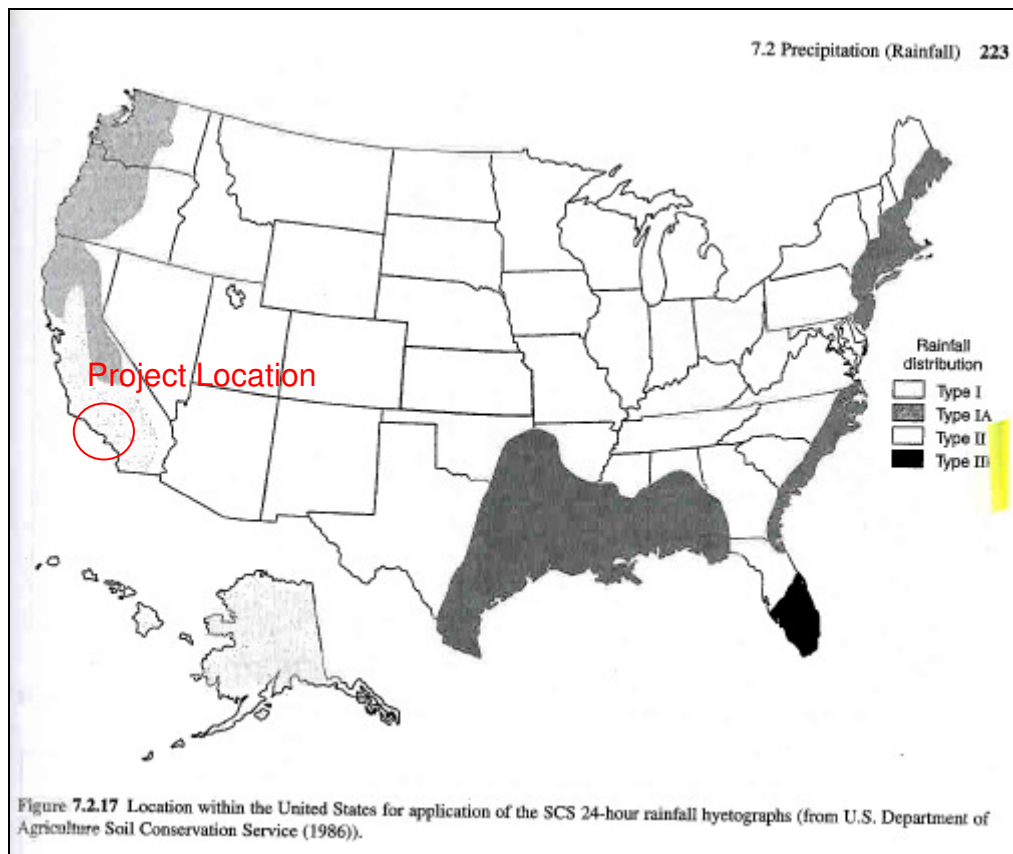 7.2 Precipitation (Rainfall) 223
Project Location
Rainfall
distribution
Type I
Type IA
Type II
Type III
Figure 7.2.17 Location within the United States for application of the SCS 24-hour rainfall hyetographs (from U.S. Department of
Agriculture Soil Conservation Service (1986)).